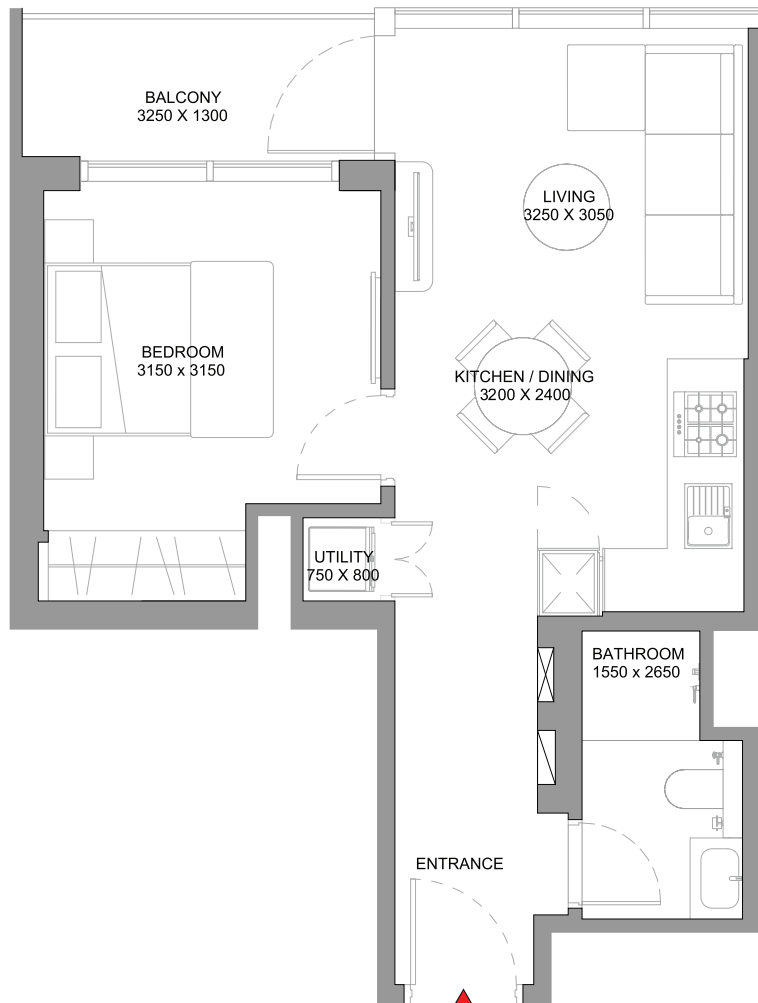 BALCONY
3250 X 1300
LIVING
3250 X 3050
BEDROOM
3150 x 3150
KITCHEN / DINING
3200 X 2400
UTILITY
750 X 800
BATHROOM
1550 x 2650
ENTRANCE